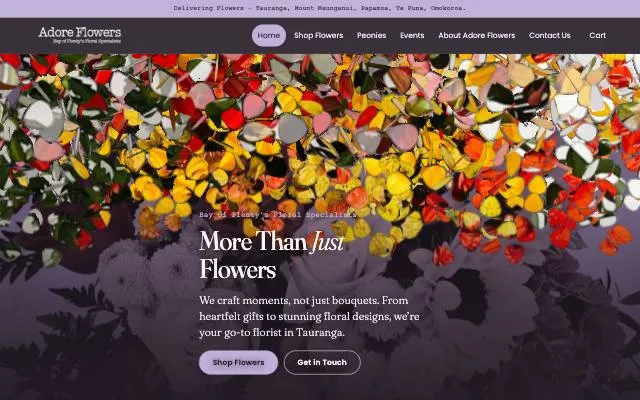 Delivering Flowers - Tauranga, Mount Maunganui, Papamoa, Te Puna, Omokoroa.
Adore Flowers
Bay of Plenty's Floral Specialists
Home
Shop Flowers
Peonies
Events
About Adore Flowers
Contact Us
Cart
Bay of Plenty's Floral Specialists
More Than Just
Flowers
We craft moments, not just bouquets. From
heartfelt gifts to stunning floral designs, we're
your go-to florist in Tauranga.
Shop Flowers
Get in Touch